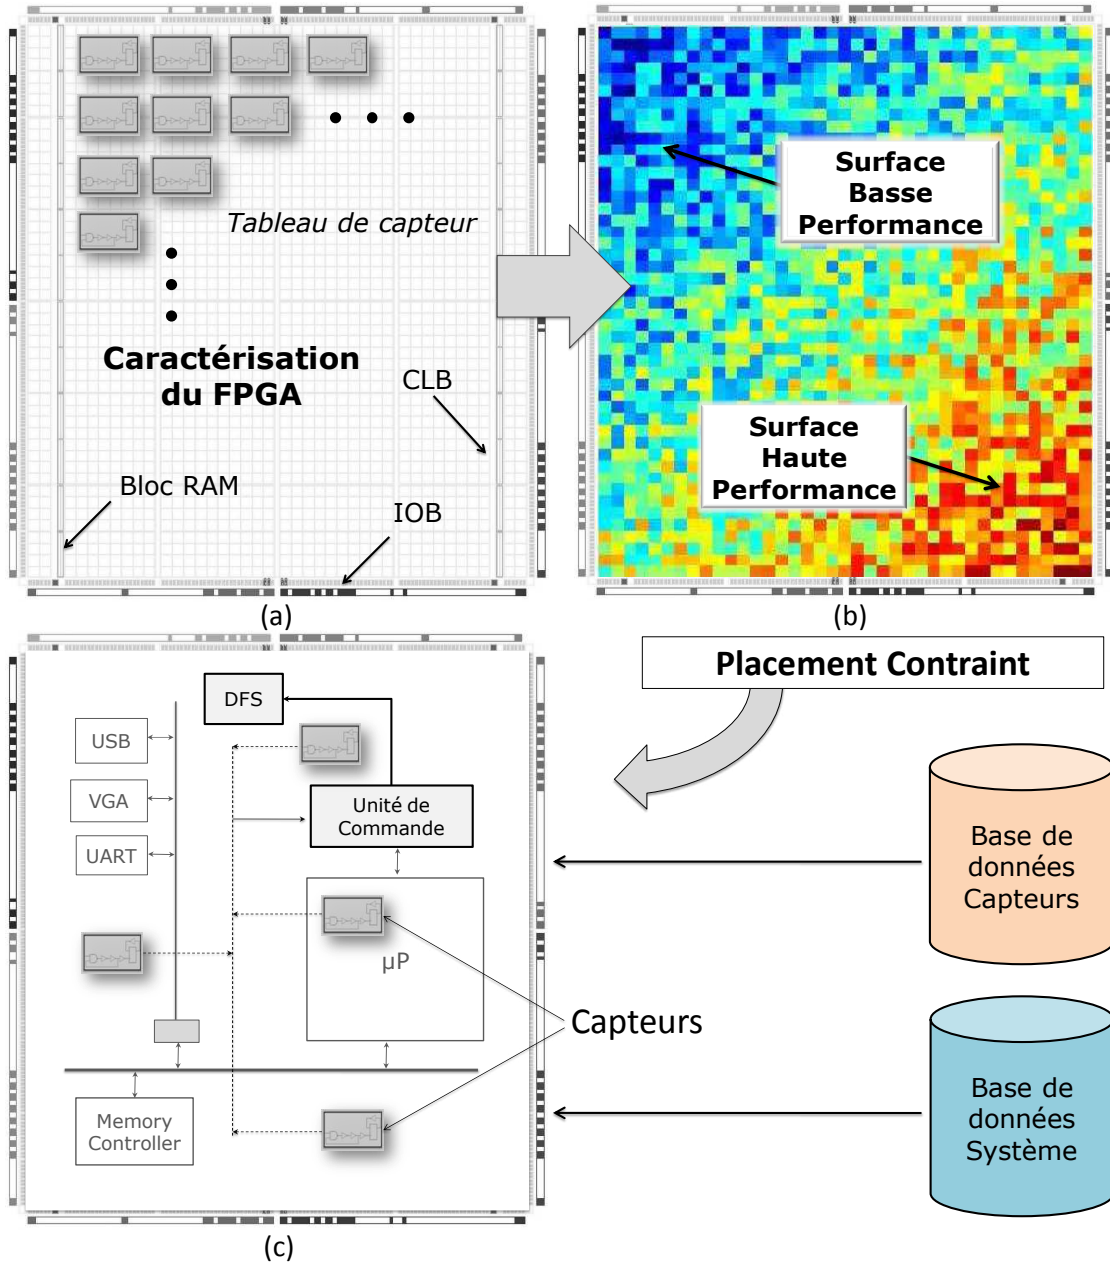 Tableau de capteur
Caractérisation
du FPGA
CLB
Bloc RAM
IOB
(a)
Surface
Basse
Performance
Surface
Haute
Performance
(b)
Placement Contraint
DFS
USB
VGA
UART
Unité de
Commande
µP
Capteurs
Memory
Controller
(c)
Base de
données
Capteurs
Base de
données
Système